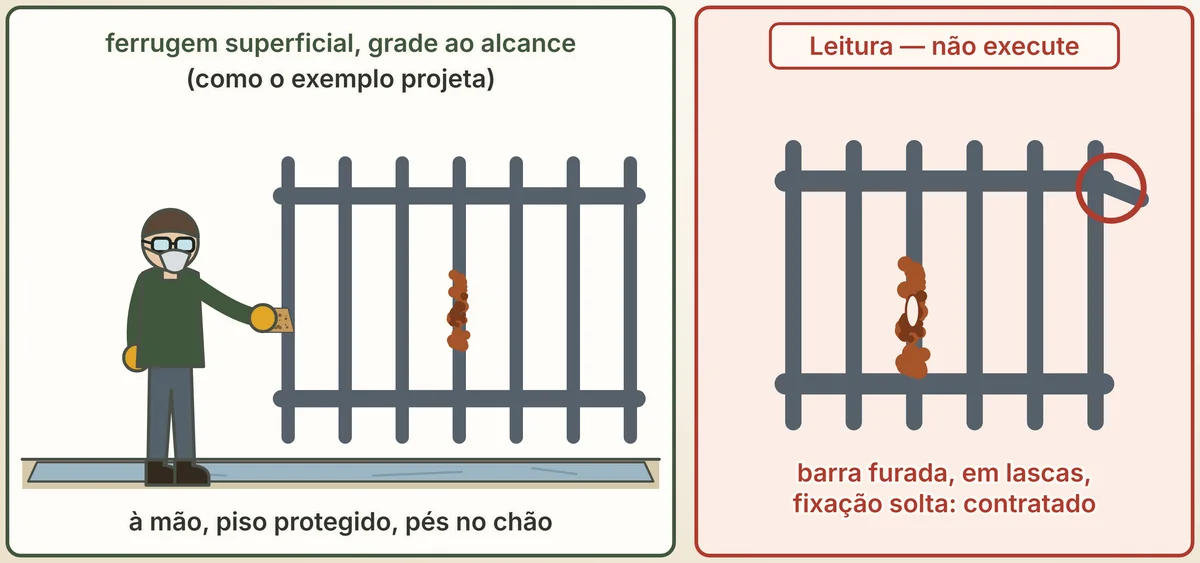 ferrugem superficial, grade ao alcance
(como o exemplo projeta)
à mão, piso protegido, pés no chão
Leitura — não execute
barra furada, em lascas,
fixação solta: contratado